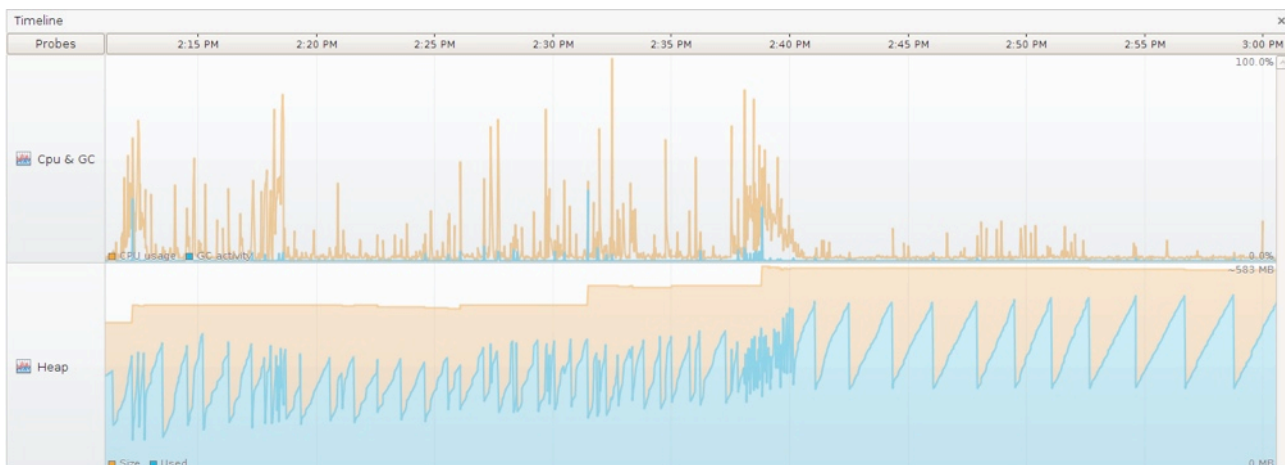 Timeline ×
Probes 2:15 PM 2:20 PM 2:25 PM 2:30 PM 2:35 PM 2:40 PM 2:45 PM 2:50 PM 2:55 PM 3:00 PM
100.0%
Cpu & GC
CPU usage GC activity 0.0%
~583 MB
Heap
Size Used 0 MB